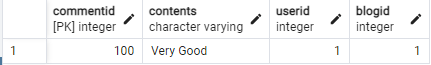 commentid contents userid blogid
[PK] integer character varying integer integer
1 100 Very Good 1 1